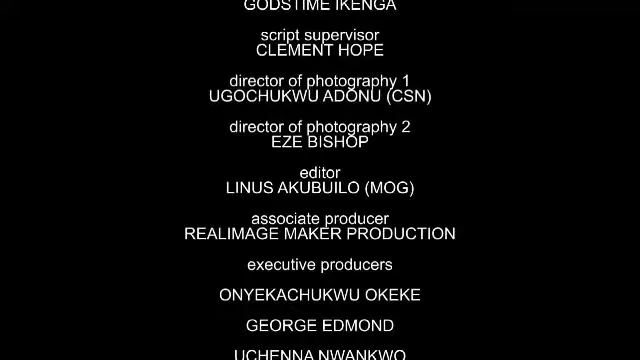 GODSTIME IKENGA
script supervisor
CLEMENT HOPE
director of photography 1
UGOCHUKWU ADONU (CSN)
director of photography 2
EZE BISHOP
editor
LINUS AKUBUILO (MOG)
associate producer
REALIMAGE MAKER PRODUCTION
executive producers
ONYEKACHUKWU OKEKE
GEORGE EDMOND
UCHENNA NWANKWO